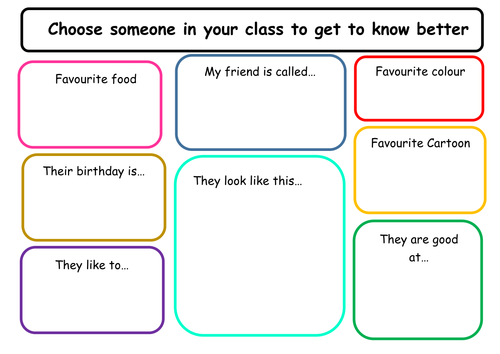 Choose someone in your class to get to know better
Favourite food
My friend is called…
Favourite colour
Their birthday is…
They look like this…
Favourite Cartoon
They like to…
They are good
at…